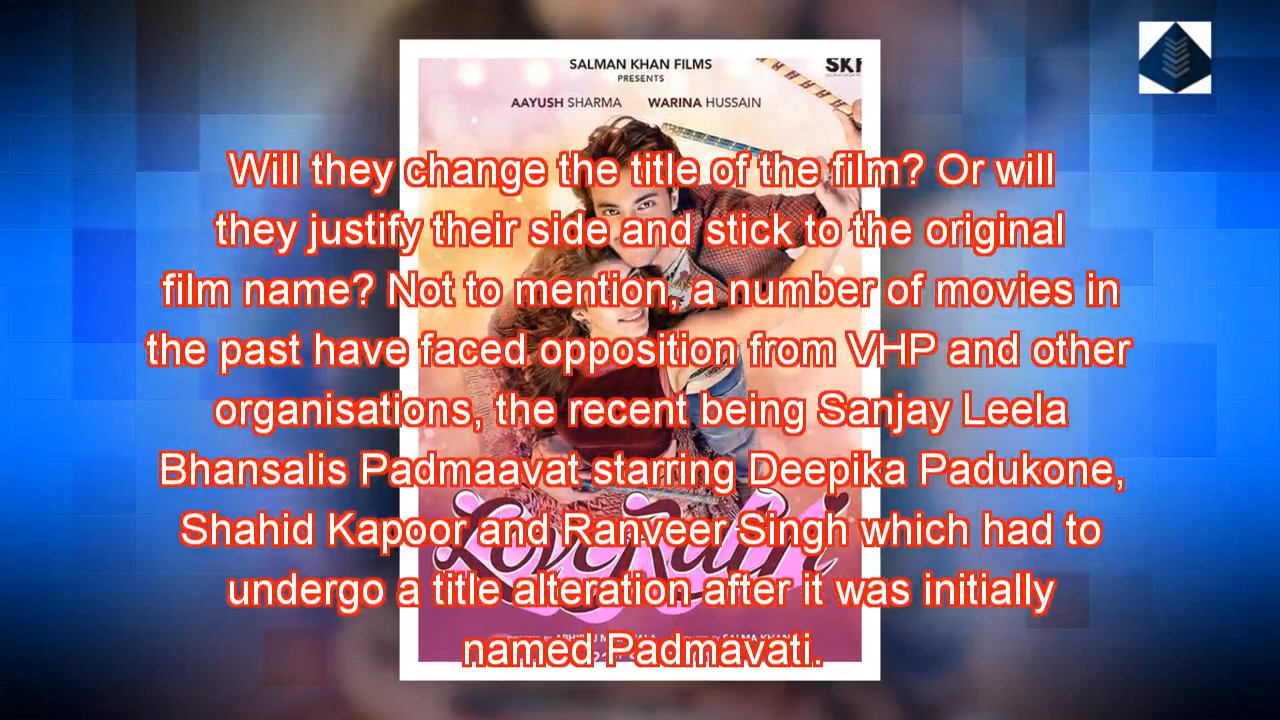 SALMAN KHAN FILMS
PRESENTS
SKF
AAYUSH SHARMA WARINA HUSSAIN
Will they change the title of the film? Or will
they justify their side and stick to the original
film name? Not to mention, a number of movies in
the past have faced opposition from VHP and other
organisations, the recent being Sanjay Leela
Bhansalis Padmaavat starring Deepika Padukone,
Shahid Kapoor and Ranveer Singh which had to
undergo a title alteration after it was initially
named Padmavati.
LoveRatri